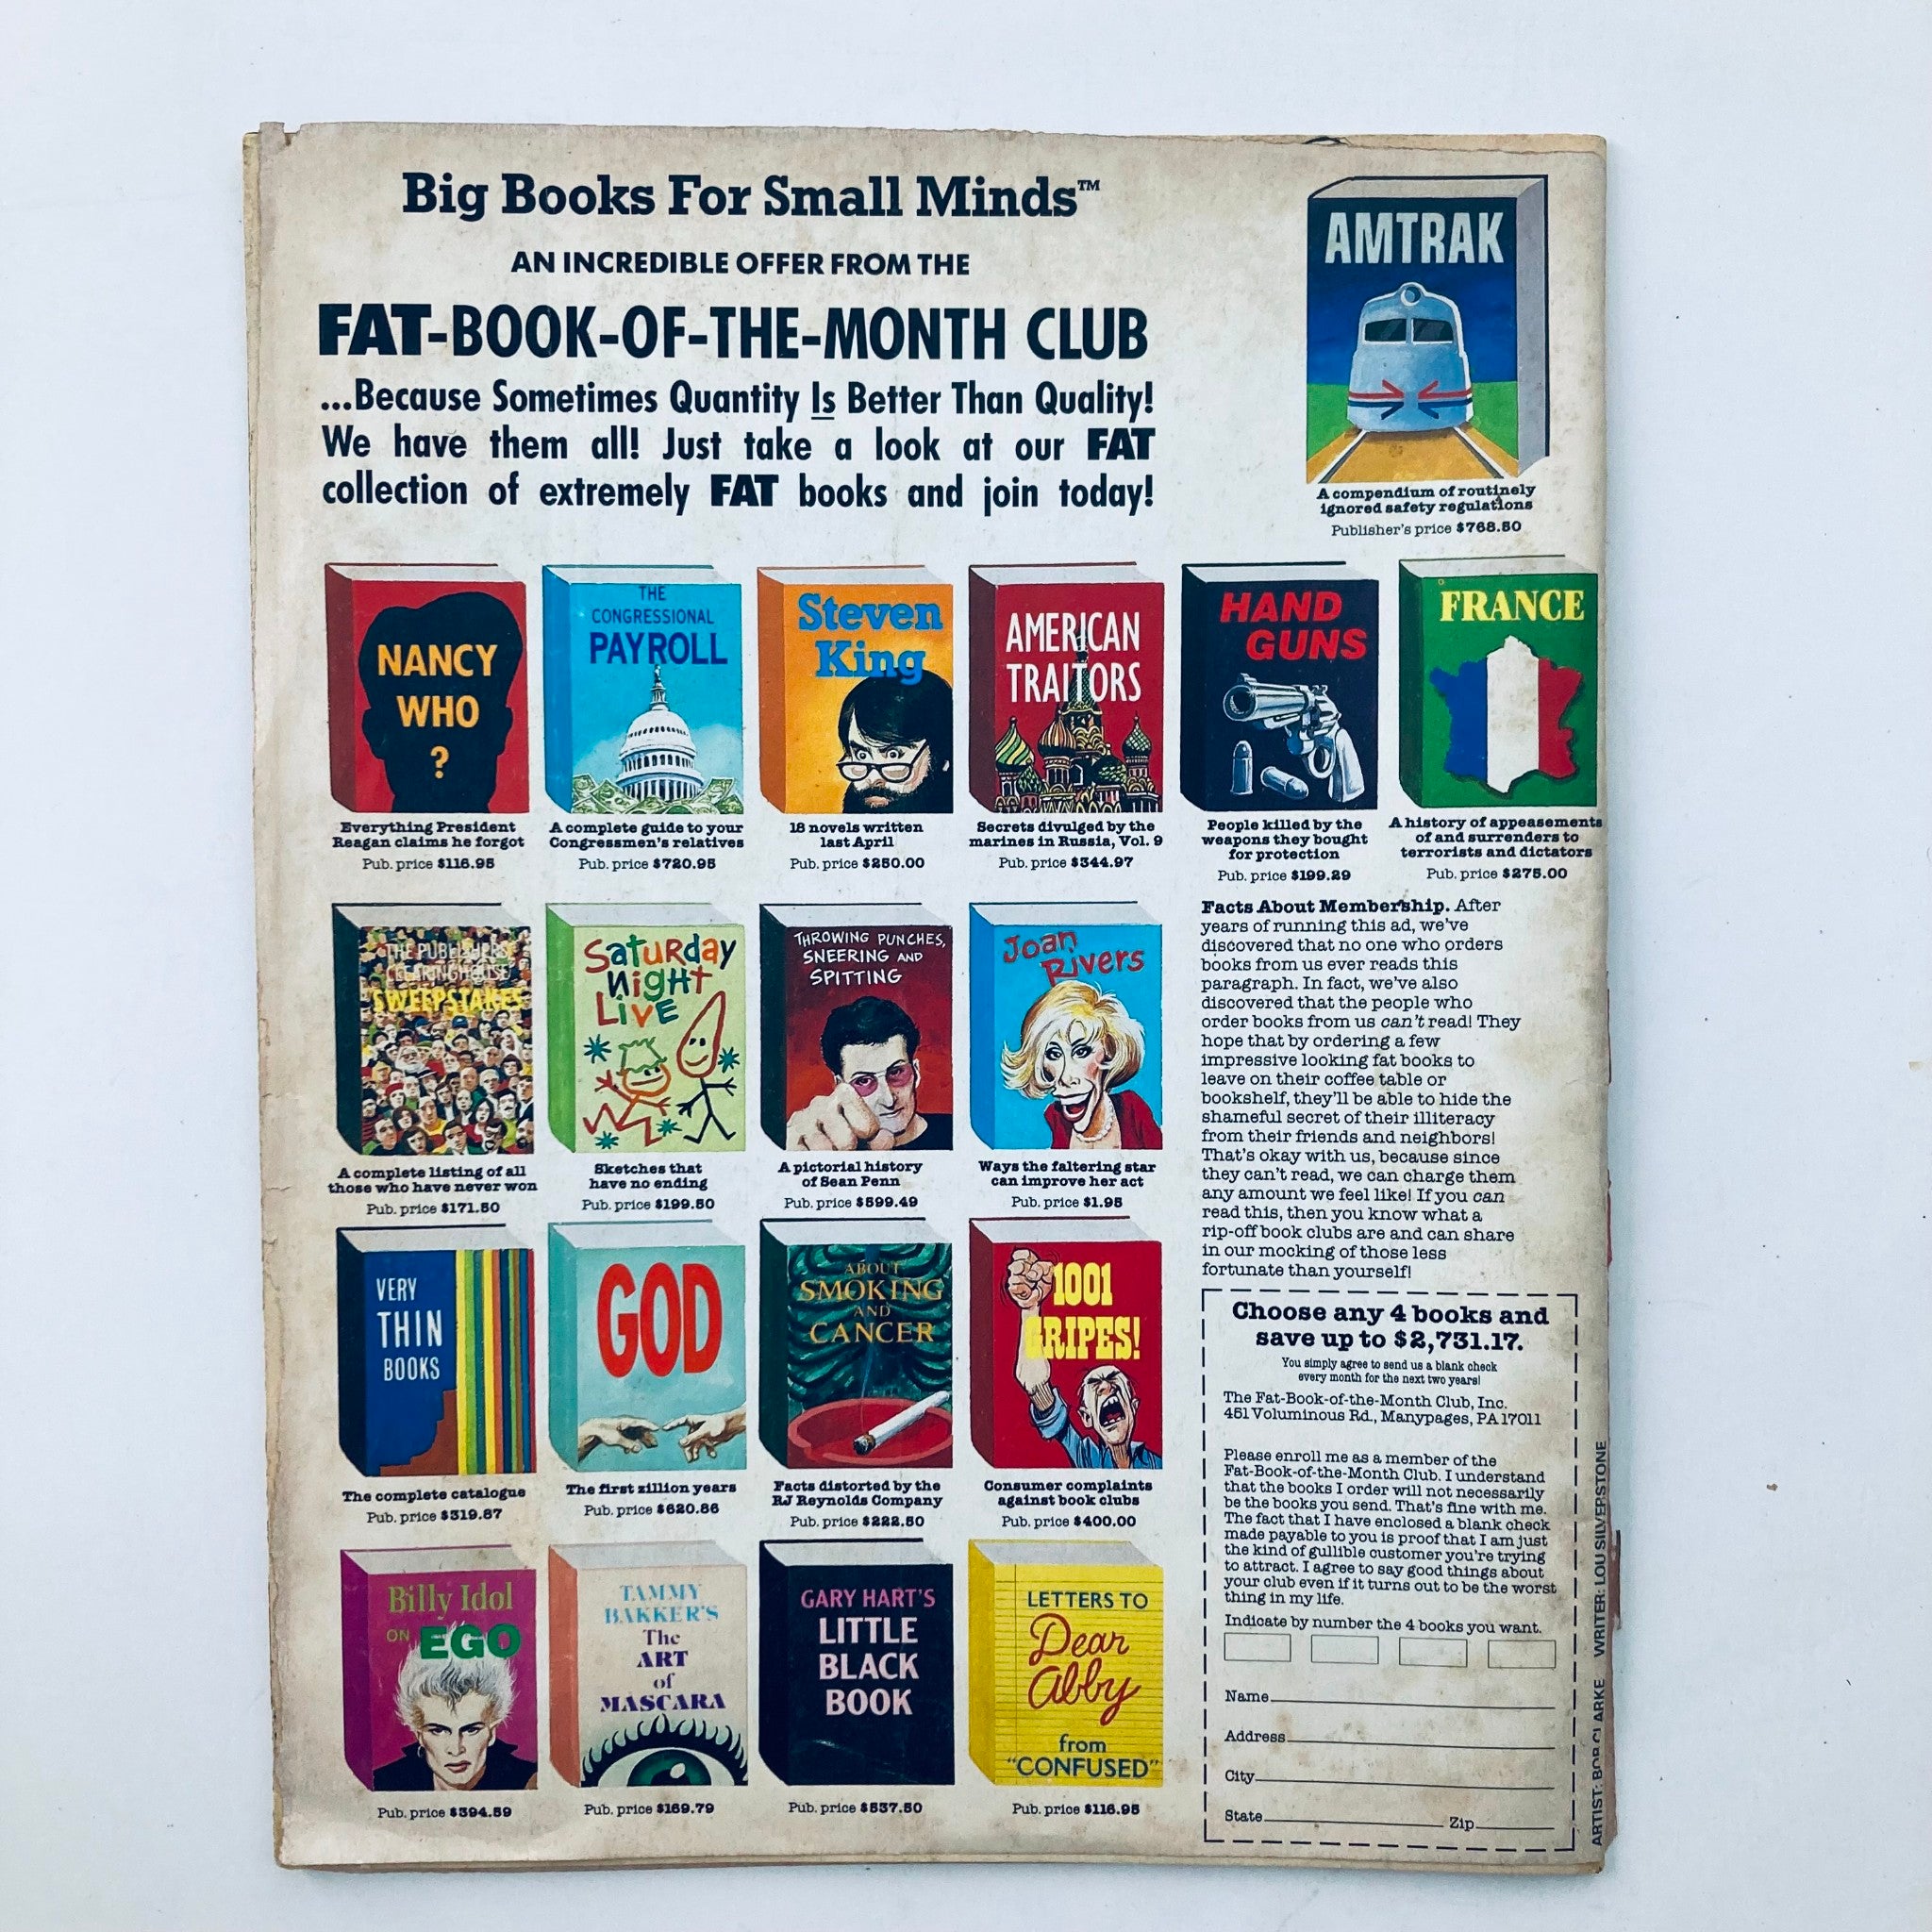 Big Books For Small Minds™
AN INCREDIBLE OFFER FROM THE
FAT-BOOK-OF-THE-MONTH CLUB
...Because Sometimes Quantity Is Better Than Quality!
We have them all! Just take a look at our FAT
collection of extremely FAT books and join today!
AMTRAK
A compendium of routinely
ignored safety regulations
Publisher's price $768.50
NANCY
WHO
?
Everything President
Reagan claims he forgot
Pub. price $116.95
THE
CONGRESSIONAL
PAYROLL
A complete guide to your
Congressmen's relatives
Pub. price $720.95
Steven
King
18 novels written
last April
Pub. price $250.00
AMERICAN
TRAITORS
Secrets divulged by the
marines in Russia, Vol. 9
Pub. price $344.97
HAND
GUNS
People killed by the
weapons they bought
for protection
Pub. price $199.29
FRANCE
A history of appeasements
of and surrenders to
terrorists and dictators
Pub. price $275.00
THE PUBLISHERS'
CLEARINGHOUSE
SWEEPSTAKES
A complete listing of all
those who have never won
Pub. price $171.50
Saturday
Night
Live
Sketches that
have no ending
Pub. price $199.50
THROWING PUNCHES,
SNEERING AND
SPITTING
A pictorial history
of Sean Penn
Pub. price $599.49
Joan
Rivers
Ways the faltering star
can improve her act
Pub. price $1.95
VERY
THIN
BOOKS
The complete catalogue
Pub. price $319.87
GOD
The first zillion years
Pub. price $620.86
ABOUT
SMOKING
AND
CANCER
Facts distorted by the
RJ Reynolds Company
Pub. price $222.50
1001
GRIPES!
Consumer complaints
against book clubs
Pub. price $400.00
Billy Idol
ON EGO
Pub. price $394.59
TAMMY
BAKKER'S
The
ART
of
MASCARA
Pub. price $169.79
GARY HART'S
LITTLE
BLACK
BOOK
Pub. price $537.50
LETTERS TO
Dear
Abby
from
"CONFUSED"
Pub. price $116.95
Facts About Membership. After
years of running this ad, we've
discovered that no one who orders
books from us ever reads this
paragraph. In fact, we've also
discovered that the people who
order books from us can't read! They
hope that by ordering a few
impressive looking fat books to
leave on their coffee table or
bookshelf, they'll be able to hide the
shameful secret of their illiteracy
from their friends and neighbors!
That's okay with us, because since
they can't read, we can charge them
any amount we feel like! If you can
read this, then you know what a
rip-off book clubs are and can share
in our mocking of those less
fortunate than yourself!
Choose any 4 books and
save up to $2,731.17.
You simply agree to send us a blank check
every month for the next two years!
The Fat-Book-of-the-Month Club, Inc.
451 Voluminous Rd., Manypages, PA 17011
Please enroll me as a member of the
Fat-Book-of-the-Month Club. I understand
that the books I order will not necessarily
be the books you send. That's fine with me.
The fact that I have enclosed a blank check
made payable to you is proof that I am just
the kind of gullible customer you're trying
to attract. I agree to say good things about
your club even if it turns out to be the worst
thing in my life.
Indicate by number the 4 books you want.
Name
Address
City
State Zip
ARTIST: BOB CLARKE WRITER: LOU SILVERSTONE